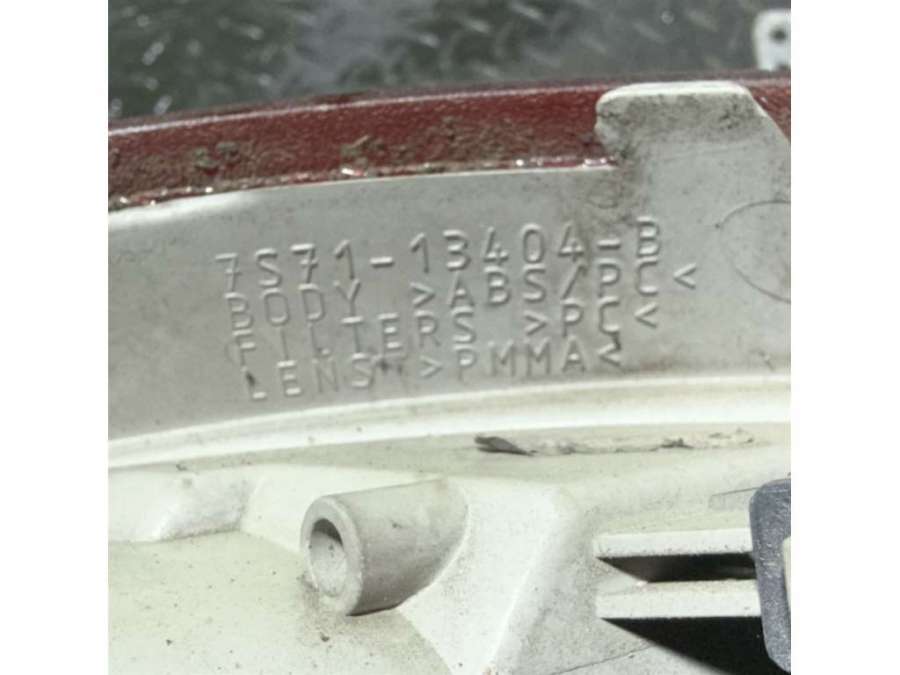 7S71-13404-B
BODY >ABS/PC<
FILTERS >PC<
LENS >PMMA<